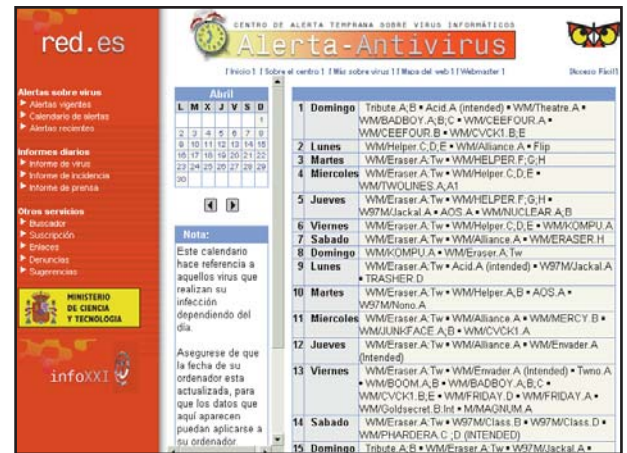 red.es
CENTRO DE ALERTA TEMPRANA SOBRE VIRUS INFORMÁTICOS
Alerta-Antivirus
[ Inicio ] [ Sobre el centro ] [ Más sobre virus ] [ Mapa del web ] [ Webmaster ]
Acceso Fácil
Alertas sobre virus
Alertas vigentes
Calendario de alertas
Alertas recientes
Informes diarios
Informe de virus
Informe de incidencia
Informe de prensa
Otros servicios
Buscador
Suscripción
Enlaces
Denuncias
Sugerencias
MINISTERIO
DE CIENCIA
Y TECNOLOGIA
infoXXI
Abril
L M X J V S D
1
2 3 4 5 6 7 8
9 10 11 12 13 14 15
16 17 18 19 20 21 22
23 24 25 26 27 28 29
30
Nota:
Este calendario
hace referencia a
aquellos virus que
realizan su
infección
dependiendo del
día.
Asegurese de que
la fecha de su
ordenador esta
actualizada, para
que los datos que
aquí aparecen
puedan aplicarse a
su ordenador
1 Domingo Tribute.A;B ▪ Acid.A (intended) ▪ WM/Theatre.A ▪
WM/BADBOY.A;B;C ▪ WM/CEEFOUR.A ▪
WM/CEEFOUR.B ▪ WM/CVCK1.B;E
2 Lunes WM/Helper.C;D;E ▪ WM/Alliance.A ▪ Flip
3 Martes WM/Eraser.A:Tw ▪ WM/HELPER.F;G;H
4 Miercoles WM/Eraser.A:Tw ▪ WM/Helper.C;D;E ▪
WM/TWOLINES.A;A1
5 Jueves WM/Eraser.A:Tw ▪ WM/HELPER.F;G;H ▪
W97M/Jackal.A ▪ AOS.A ▪ WM/NUCLEAR.A;B
6 Viernes WM/Eraser.A:Tw ▪ WM/Helper.C;D;E ▪ WM/KOMPU.A
7 Sabado WM/Eraser.A:Tw ▪ WM/Alliance.A ▪ WM/ERASER.H
8 Domingo WM/KOMPU.A ▪ WM/Eraser.A:Tw
9 Lunes WM/Eraser.A:Tw ▪ Acid.A (intended) ▪ W97M/Jackal.A
▪ TRASHER.D
10 Martes WM/Eraser.A:Tw ▪ WM/Helper.A;B ▪ AOS.A ▪
W97M/Nono.A
11 Miercoles WM/Eraser.A:Tw ▪ WM/Alliance.A ▪ WM/MERCY.B ▪
WM/JUNKFACE.A;B ▪ WM/CVCK1.A
12 Jueves WM/Eraser.A:Tw ▪ WM/Alliance.A ▪ WM/Envader.A
(Intended)
13 Viernes WM/Eraser.A:Tw ▪ WM/Envader.A (Intended) ▪ Twno.A
▪ WM/BOOM.A;B ▪ WM/BADBOY.A;B;C ▪
WM/CVCK1.B;E ▪ WM/FRIDAY.D ▪ WM/FRIDAY.A ▪
WM/Goldsecret.B:Int ▪ M/MAGNUM.A
14 Sabado WM/Eraser.A:Tw ▪ W97M/Class.B ▪ W97M/Class.D ▪
WM/PHARDERA.C ;D (INTENDED)
15 Domingo Tribute.A;B ▪ WM/Eraser.A:Tw ▪ W97M/Jackal.A ▪